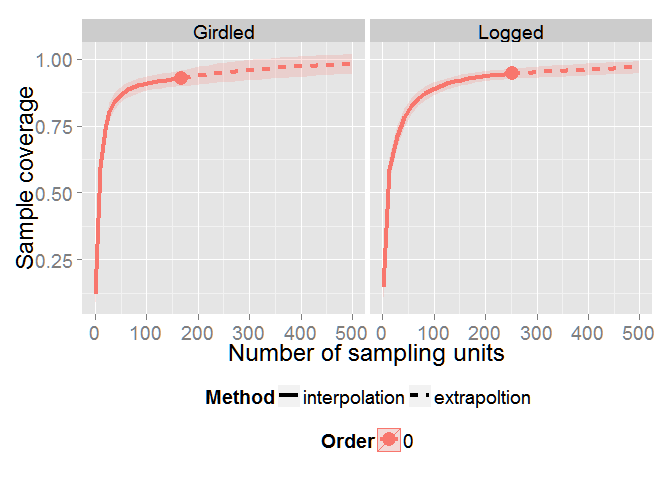 Girdled Logged
1.00
0.75
0.50
0.25
Sample coverage
0 100 200 300 400 500 0 100 200 300 400 500
Number of sampling units
Method interpolation extrapoltion
Order 0